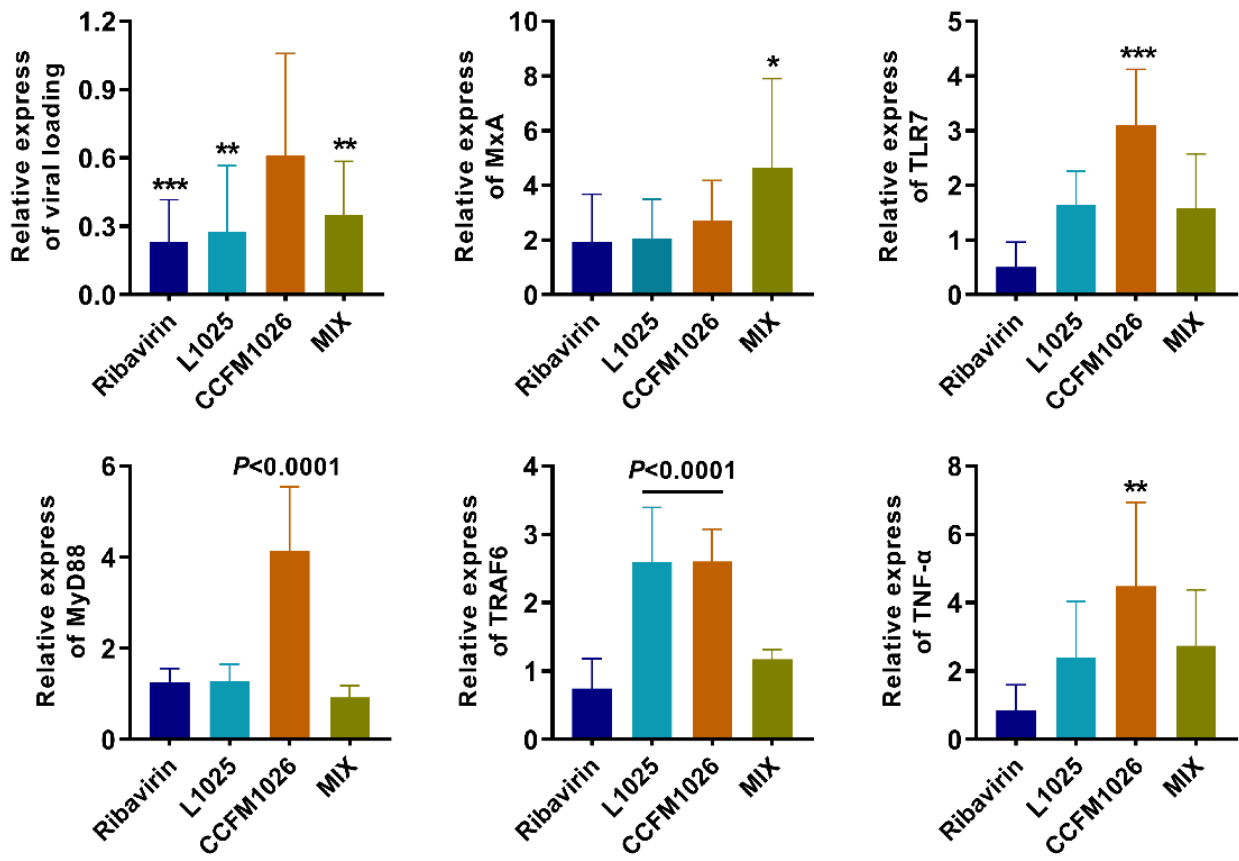 Relative express
of viral loading
1.2
0.9
0.6
0.3
0.0
***
**
**
Ribavirin
L1025
CCFM1026
MIX
Relative express
of MxA
10
8
6
4
2
0
*
Ribavirin
L1025
CCFM1026
MIX
Relative express
of TLR7
5
4
3
2
1
0
***
Ribavirin
L1025
CCFM1026
MIX
Relative express
of MyD88
6
4
2
0
P<0.0001
Ribavirin
L1025
CCFM1026
MIX
Relative express
of TRAF6
4
3
2
1
0
P<0.0001
Ribavirin
L1025
CCFM1026
MIX
Relative express
of TNF-α
8
6
4
2
0
**
Ribavirin
L1025
CCFM1026
MIX